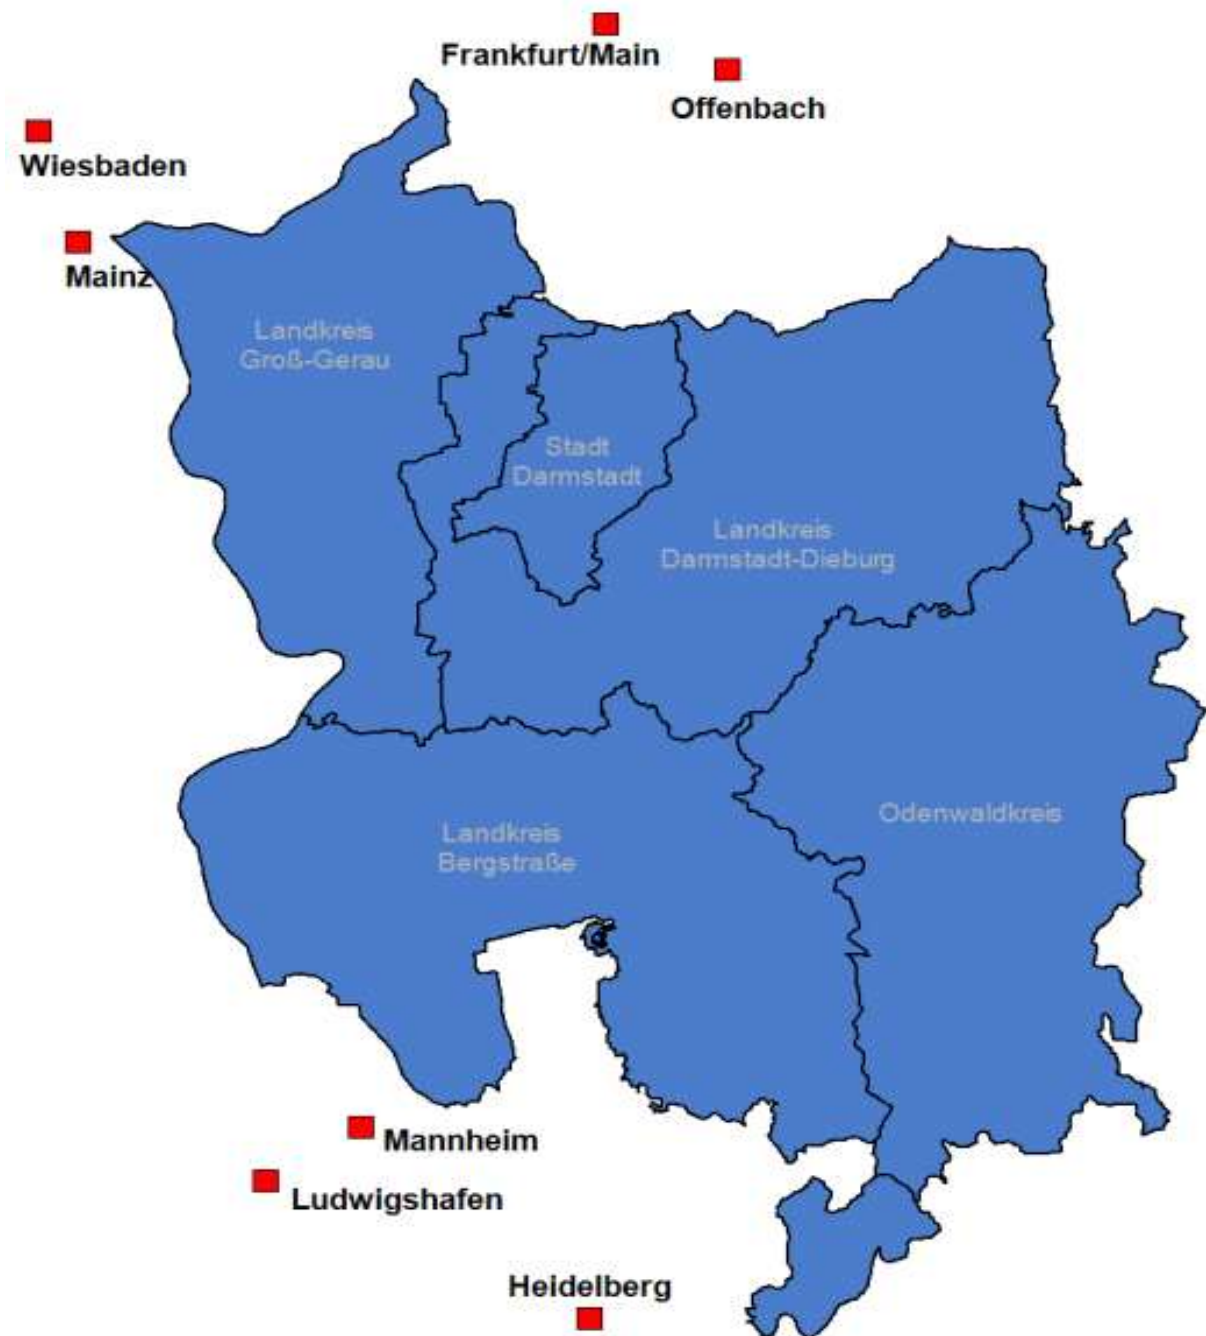 Frankfurt/Main
Offenbach
Wiesbaden
Mainz
Landkreis
Groß-Gerau
Stadt
Darmstadt
Landkreis
Darmstadt-Dieburg
Odenwaldkreis
Landkreis
Bergstraße
Mannheim
Ludwigshafen
Heidelberg